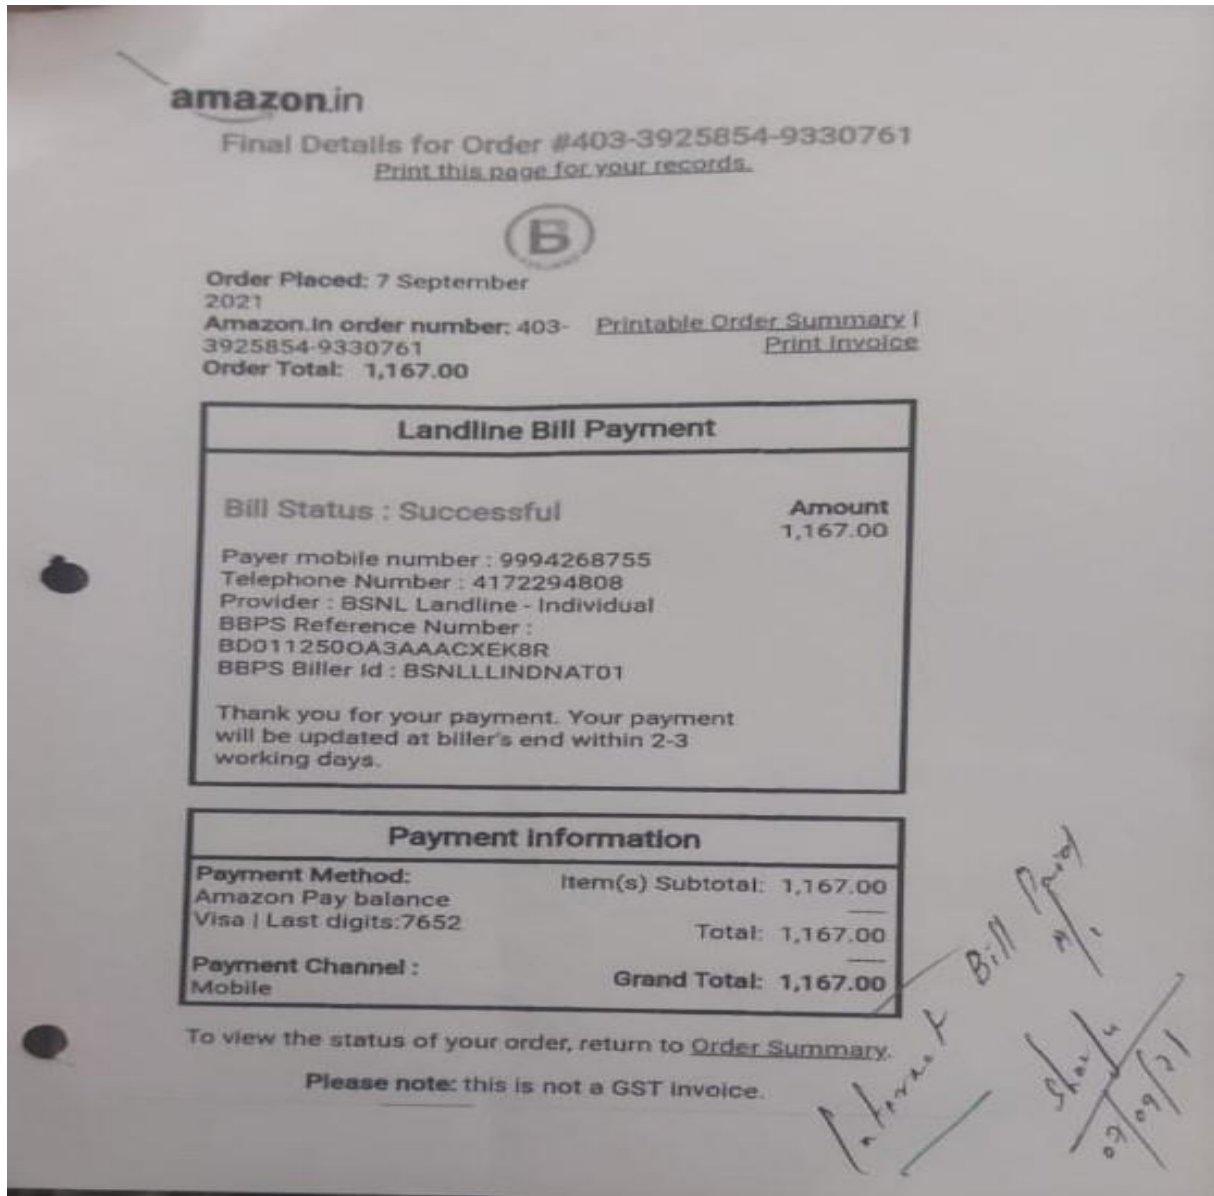 amazon.in
Final Details for Order #403-3925854-9330761
Print this page for your records.
B
Order Placed: 7 September
2021
Amazon.in order number: 403-
3925854-9330761
Order Total: 1,167.00
Printable Order Summary |
Print Invoice
Landline Bill Payment
Bill Status : Successful
Amount
1,167.00
Payer mobile number : 9994268755
Telephone Number : 4172294808
Provider : BSNL Landline - Individual
BBPS Reference Number :
BD011250OA3AAACXEK8R
BBPS Biller Id : BSNLLLINDNAT01
Thank you for your payment. Your payment
will be updated at biller's end within 2-3
working days.
Payment Information
Payment Method:
Amazon Pay balance
Visa | Last digits:7652
Payment Channel :
Mobile
Item(s) Subtotal: 1,167.00
Total: 1,167.00
Grand Total: 1,167.00
To view the status of your order, return to Order Summary.
Please note: this is not a GST invoice.
Internet Bill Paid
07/09/21